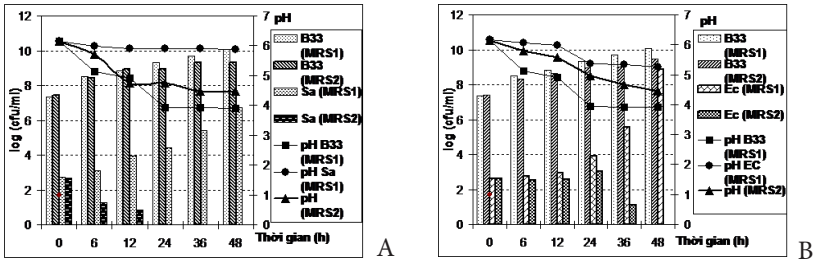 12
10
8
6
4
2
0
log (cfu/ml)
0 6 12 24 36 48
Thời gian (h)
pH
7
6
5
4
3
2
1
0
B33
(MRS1)
B33
(MRS2)
Sa (MRS1)
Sa (MRS2)
pH B33
(MRS1)
pH Sa
(MRS1)
pH
(MRS2)
A
12
10
8
6
4
2
0
log (cfu/ml)
0 6 12 24 36 48
Thời gian (h)
pH
7
6
5
4
3
2
1
0
B33
(MRS1)
B33
(MRS2)
Ec (MRS1)
Ec (MRS2)
pH B33
(MRS1)
pH EC
(MRS1)
pH (MRS2)
B